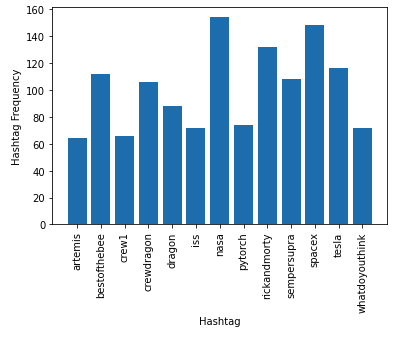 160
140
120
100
80
60
40
20
0
Hashtag Frequency
artemis
bestofthebee
crew1
crewdragon
dragon
iss
nasa
pytorch
rickandmorty
sempersupra
spacex
tesla
whatdoyouthink
Hashtag